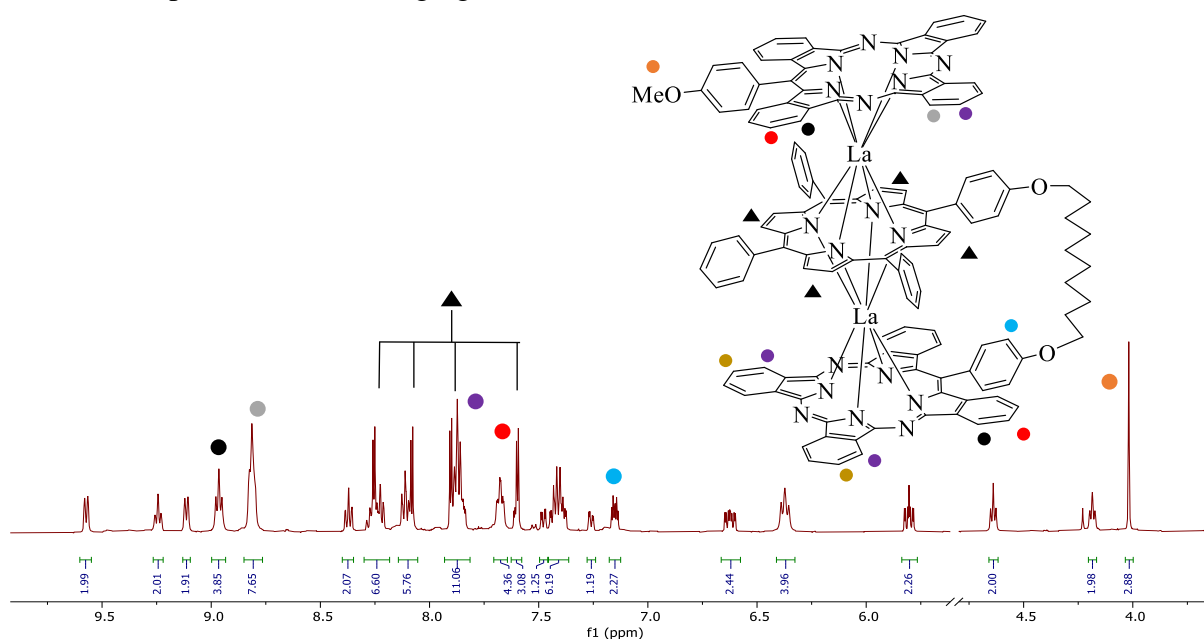 N
N
N
N
N
N
MeO
N
La
N
O
N
N
N
La
O
N
N
N
N
N
N
N
1.99
2.01
1.91
3.85
7.65
2.07
6.60
5.76
11.06
4.36
3.08
1.25
6.19
1.19
2.27
2.44
3.96
2.26
2.00
1.98
2.88
9.5
9.0
8.5
8.0
7.5
7.0
6.5
6.0
4.5
4.0
f1 (ppm)